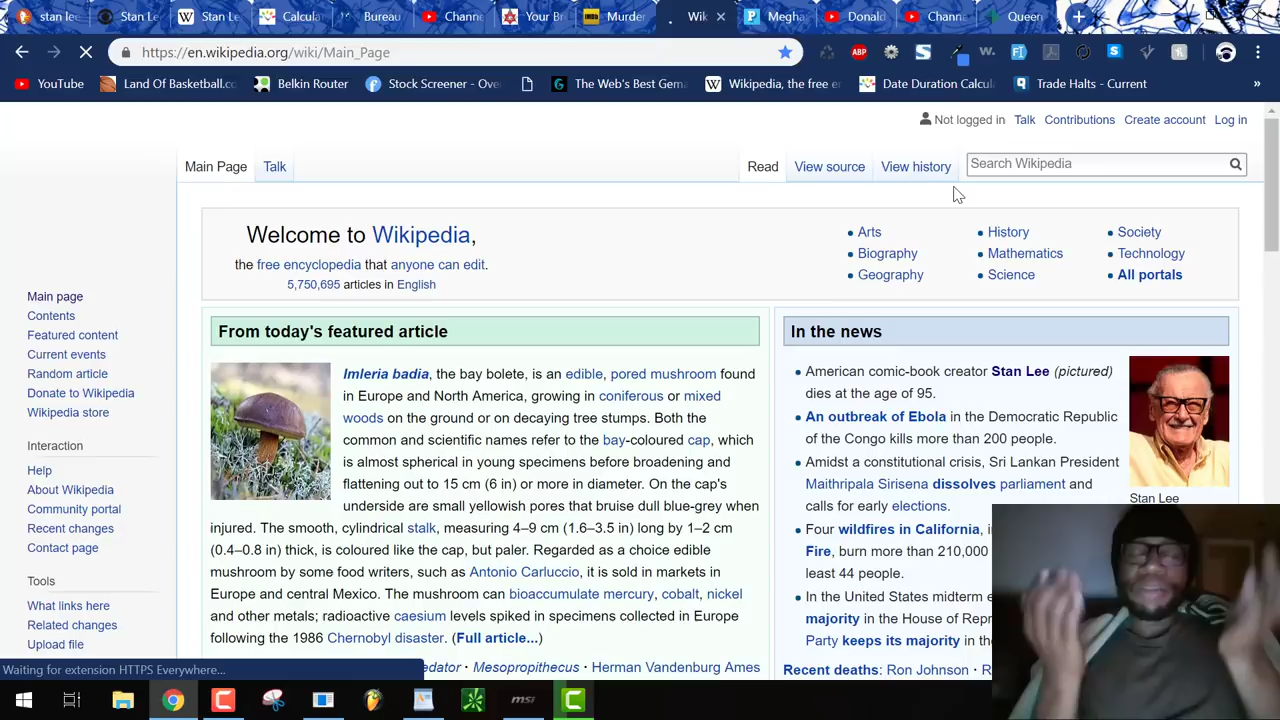 stan lee
Stan Le
Stan Le
Calcula
Bureau
Channe
Your Br
Murder
Wik
Megha
Donald
Channe
Queen
https://en.wikipedia.org/wiki/Main_Page
YouTube
Land Of Basketball.co
Belkin Router
Stock Screener - Ove
The Web's Best Gema
Wikipedia, the free en
Date Duration Calcula
Trade Halts - Current
»
Not logged in Talk Contributions Create account Log in
Main Page Talk
Read View source View history
Search Wikipedia
Welcome to Wikipedia,
the free encyclopedia that anyone can edit.
5,750,695 articles in English
• Arts
• Biography
• Geography
• History
• Mathematics
• Science
• Society
• Technology
• All portals
Main page
Contents
Featured content
Current events
Random article
Donate to Wikipedia
Wikipedia store
Interaction
Help
About Wikipedia
Community portal
Recent changes
Contact page
Tools
What links here
Related changes
Upload file
From today's featured article
Imleria badia, the bay bolete, is an edible, pored mushroom found
in Europe and North America, growing in coniferous or mixed
woods on the ground or on decaying tree stumps. Both the
common and scientific names refer to the bay-coloured cap, which
is almost spherical in young specimens before broadening and
flattening out to 15 cm (6 in) or more in diameter. On the cap's
underside are small yellowish pores that bruise dull blue-grey when
injured. The smooth, cylindrical stalk, measuring 4–9 cm (1.6–3.5 in) long by 1–2 cm
(0.4–0.8 in) thick, is coloured like the cap, but paler. Regarded as a choice edible
mushroom by some food writers, such as Antonio Carluccio, it is sold in markets in
Europe and central Mexico. The mushroom can bioaccumulate mercury, cobalt, nickel
and other metals; radioactive caesium levels spiked in specimens collected in Europe
following the 1986 Chernobyl disaster. (Full article...)
edator · Mesopropithecus · Herman Vandenburg Ames
In the news
• American comic-book creator Stan Lee (pictured)
dies at the age of 95.
• An outbreak of Ebola in the Democratic Republic
of the Congo kills more than 200 people.
• Amidst a constitutional crisis, Sri Lankan President
Maithripala Sirisena dissolves parliament and
calls for early elections.
• Four wildfires in California, i
Fire, burn more than 210,000
least 44 people.
• In the United States midterm e
majority in the House of Repr
Party keeps its majority in the
Recent deaths: Ron Johnson · R
Stan Lee
Waiting for extension HTTPS Everywhere...
ABP
msi